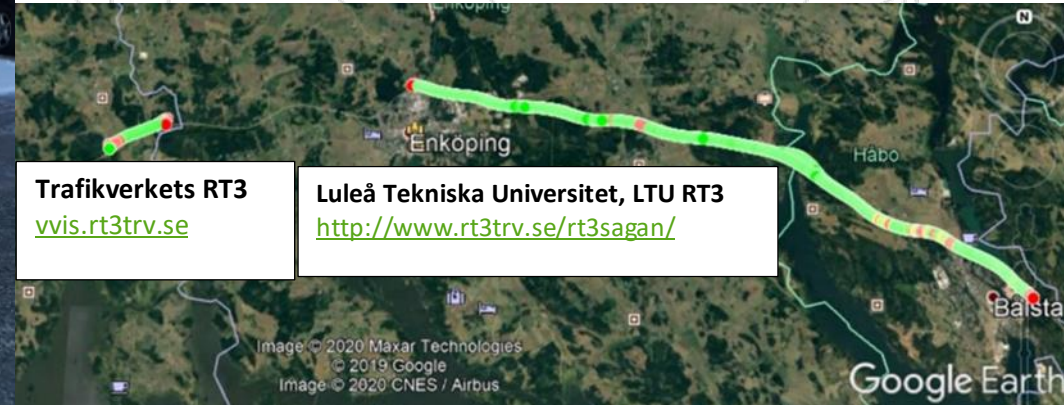 Enköping
N
Enköping
Håbo
Trafikverkets RT3
vvis.rt3trv.se
Luleå Tekniska Universitet, LTU RT3
http://www.rt3trv.se/rt3sagan/
Bålsta
Image © 2020 Maxar Technologies
© 2019 Google
Image © 2020 CNES / Airbus
Google Earth